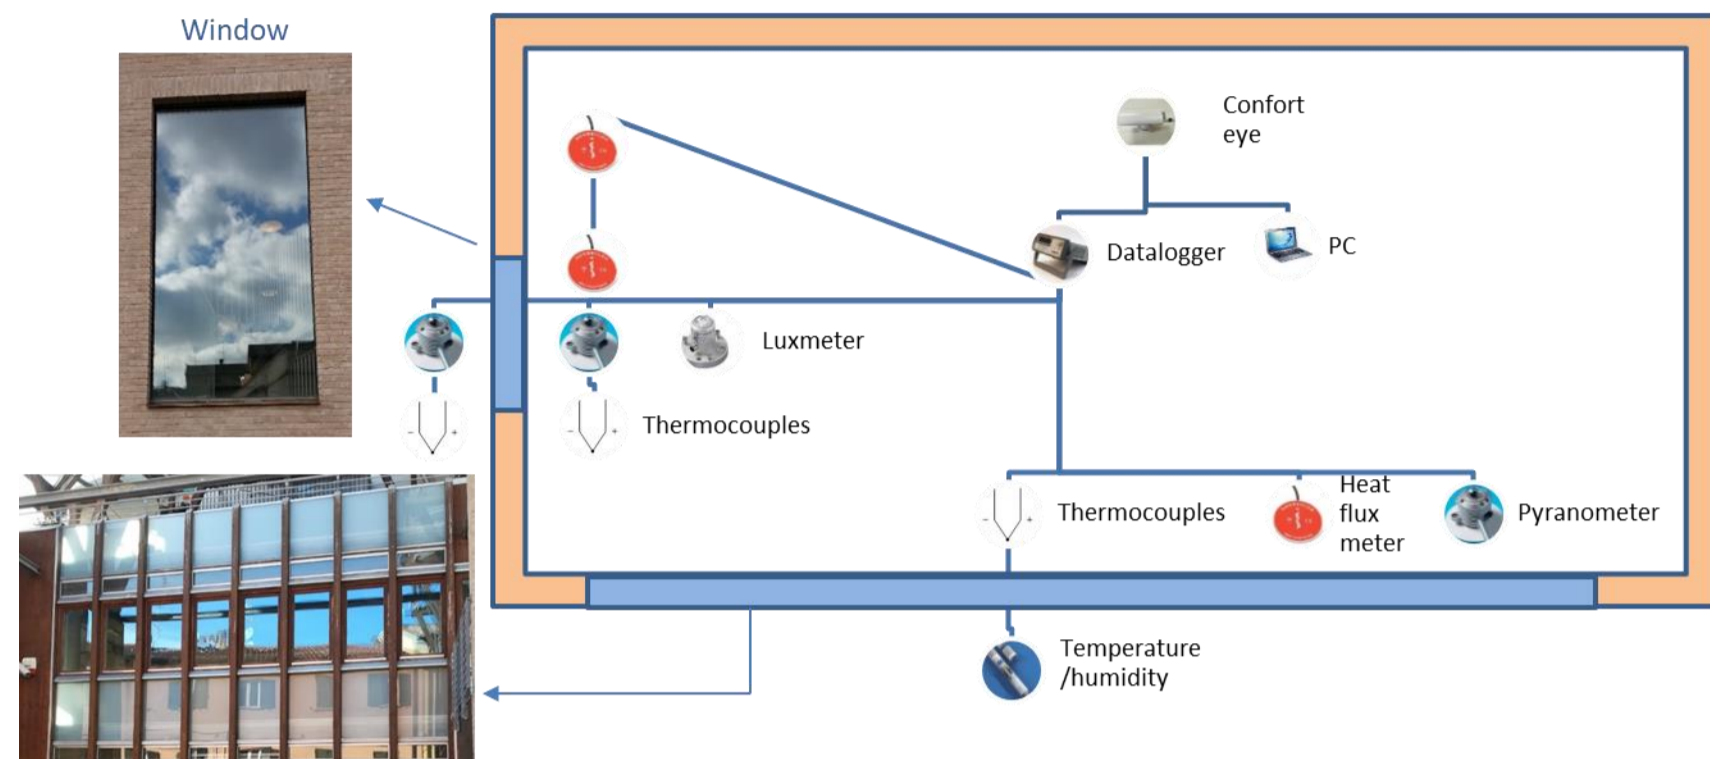 Window
Confort
eye
Datalogger
PC
Luxmeter
Thermocouples
Thermocouples
Heat
flux
meter
Pyranometer
Temperature
/humidity